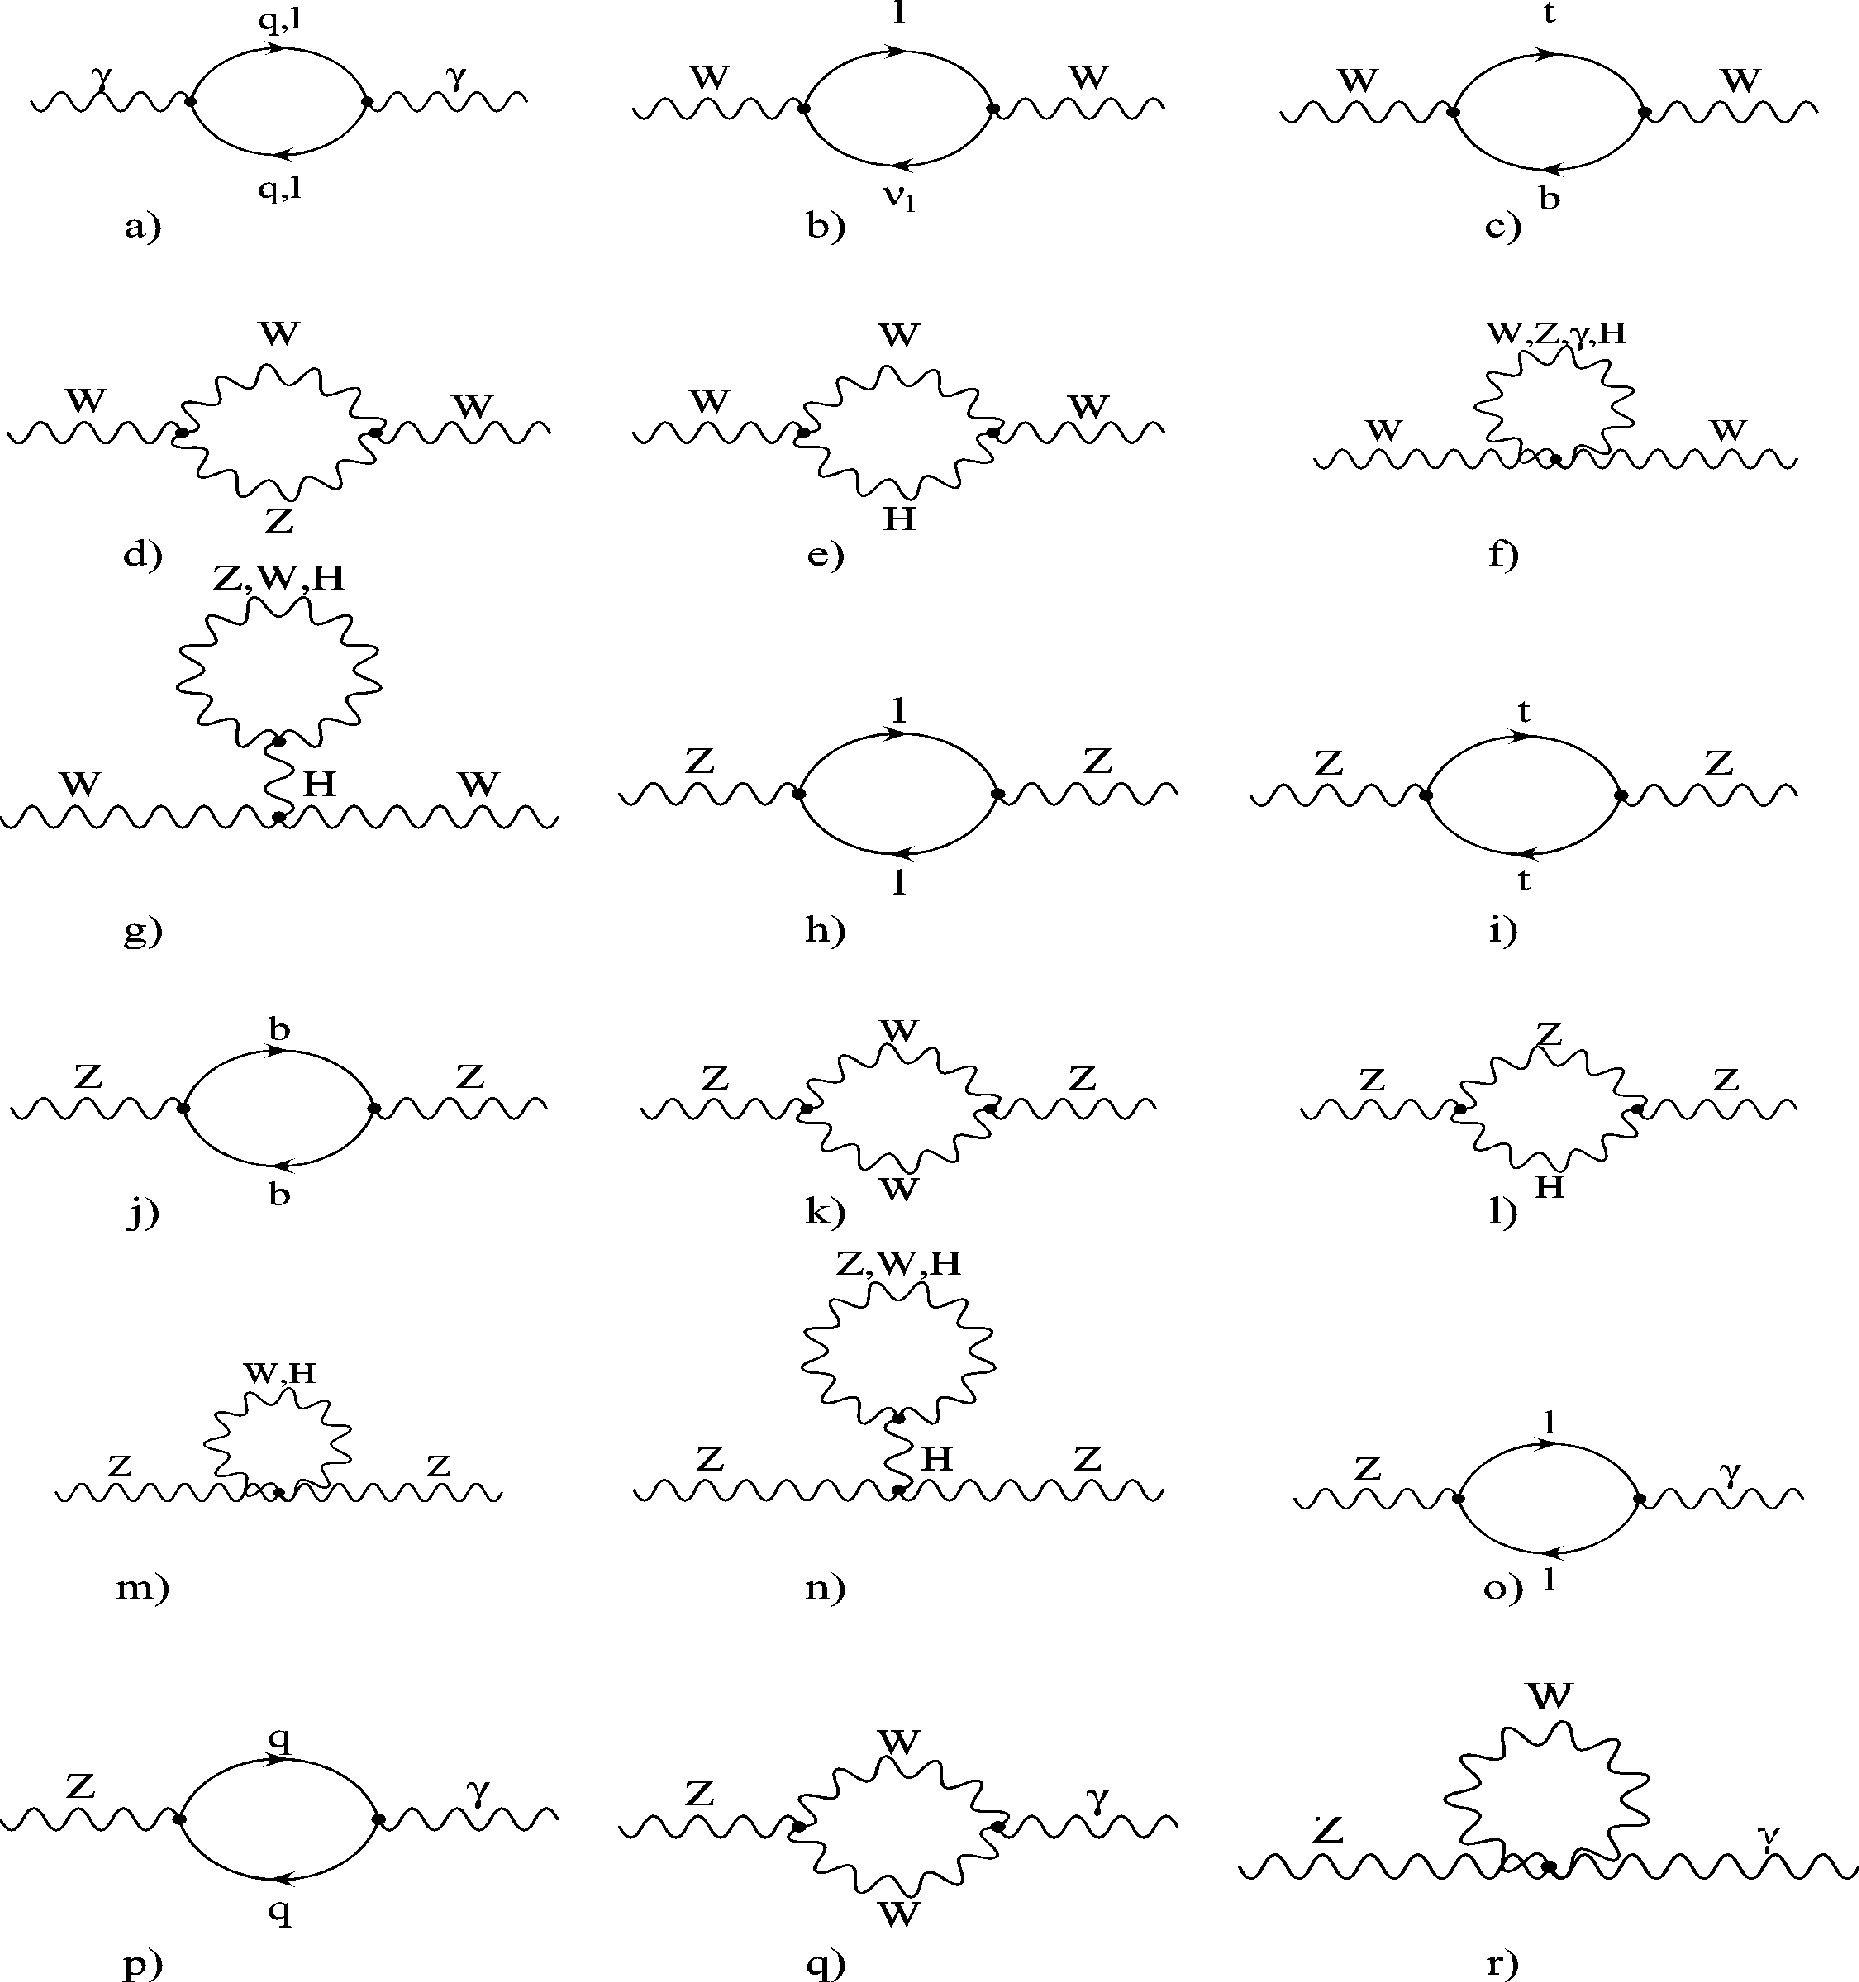 q,l
γ γ
q,l
a)
l
W W
ν_l
b)
t
W W
b
c)
W
W W
Z
d)
W
W W
H
e)
W,Z,γ,H
W W
f)
Z,W,H
W H W
g)
l
Z Z
l
h)
t
Z Z
t
i)
b
Z Z
b
j)
W
Z Z
W
k)
Z
Z Z
H
l)
W,H
Z Z
m)
Z,W,H
Z H Z
n)
l
Z γ
l
o)
q
Z γ
q
p)
W
Z γ
W
q)
W
Z γ
r)